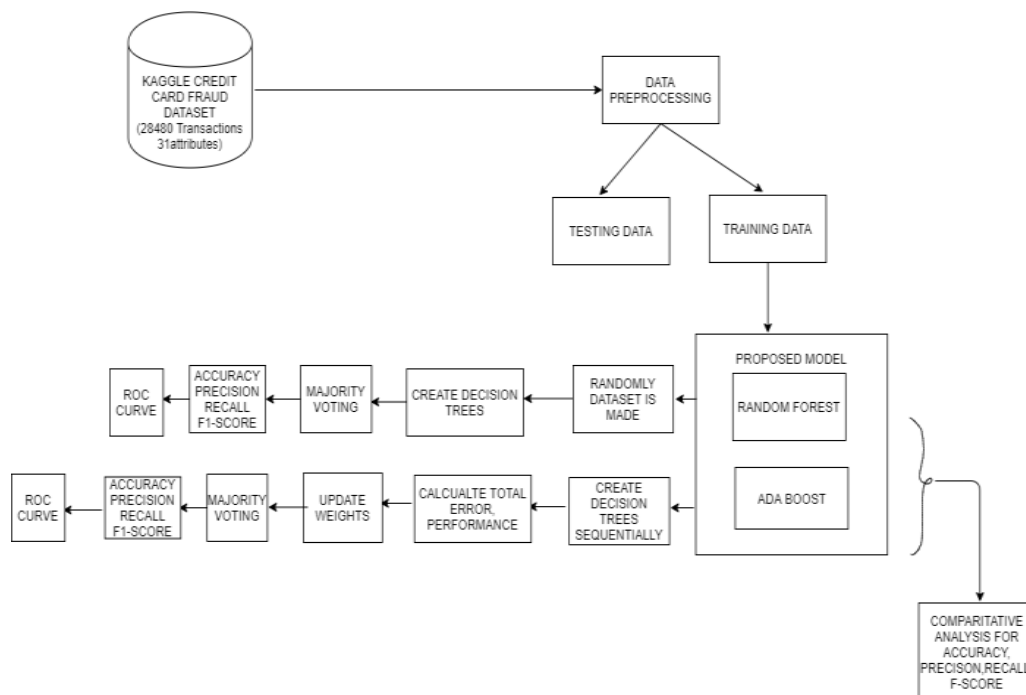 KAGGLE CREDIT
CARD FRAUD
DATASET
(28480 Transactions
31attributes)
DATA
PREPROCESSING
TESTING DATA
TRAINING DATA
PROPOSED MODEL
RANDOM FOREST
ADA BOOST
RANDOMLY
DATASET IS
MADE
CREATE DECISION
TREES
MAJORITY
VOTING
ACCURACY
PRECISION
RECALL
F1-SCORE
ROC
CURVE
CREATE
DECISION
TREES
SEQUENTIALLY
CALCUALTE TOTAL
ERROR,
PERFORMANCE
UPDATE
WEIGHTS
MAJORITY
VOTING
ACCURACY
PRECISION
RECALL
F1-SCORE
ROC
CURVE
COMPARITATIVE
ANALYSIS FOR
ACCURACY,
PRECISON,RECALL
F-SCORE